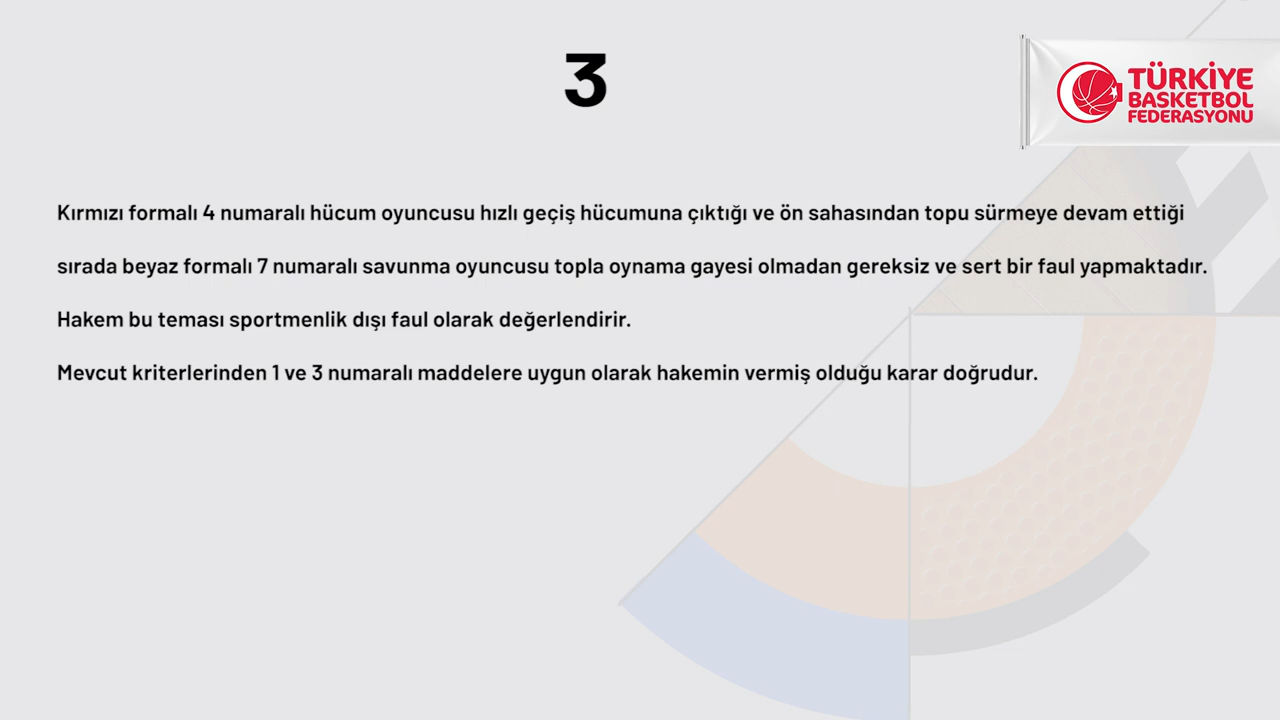 3
TÜRKİYE
BASKETBOL
FEDERASYONU
Kırmızı formalı 4 numaralı hücum oyuncusu hızlı geçiş hücumuna çıktığı ve ön sahasından topu sürmeye devam ettiği
sırada beyaz formalı 7 numaralı savunma oyuncusu topla oynama gayesi olmadan gereksiz ve sert bir faul yapmaktadır.
Hakem bu teması sportmenlik dışı faul olarak değerlendirir.
Mevcut kriterlerinden 1 ve 3 numaralı maddelere uygun olarak hakemin vermiş olduğu karar doğrudur.